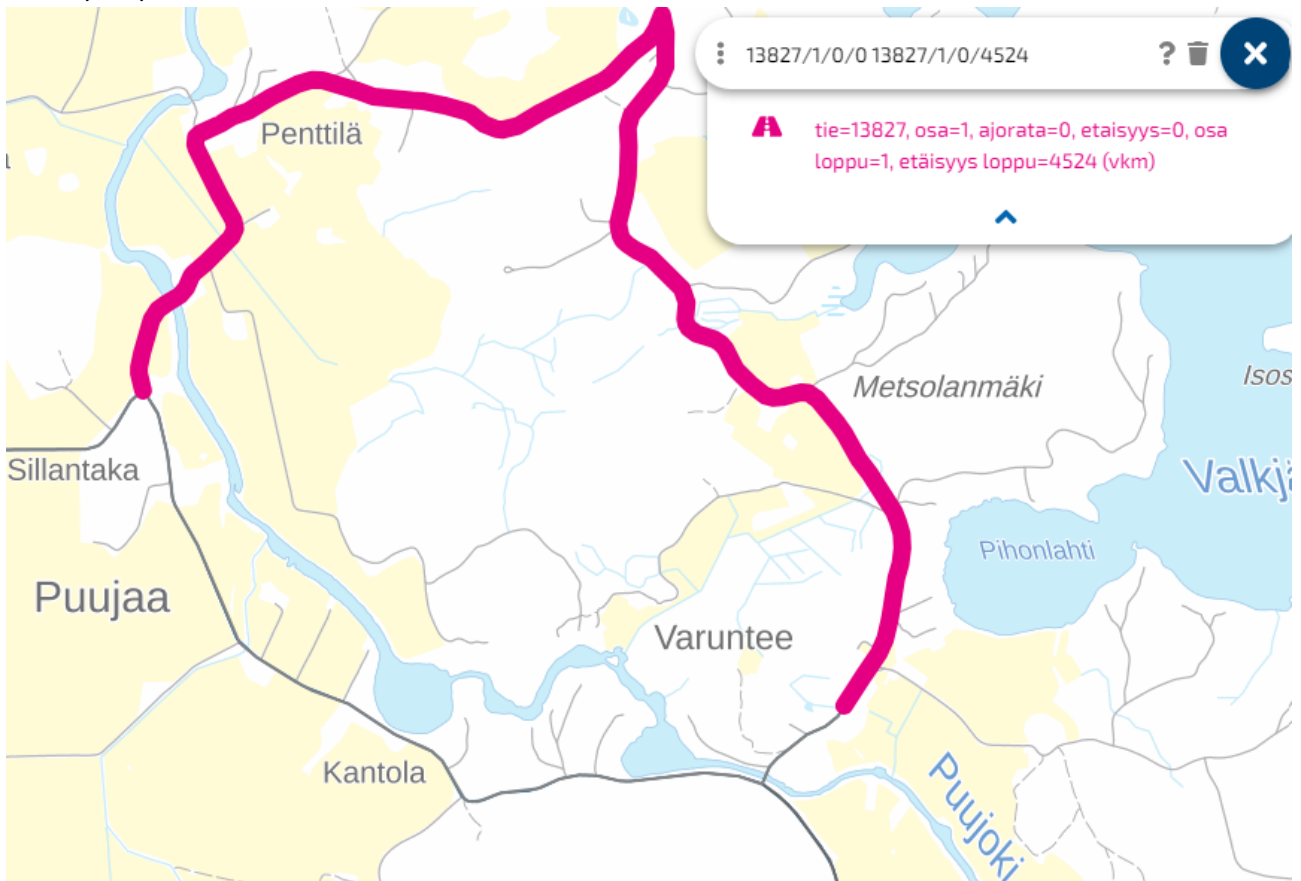 13827/1/0/0 13827/1/0/4524
tie=13827, osa=1, ajorata=0, etaisyys=0, osa
loppu=1, etäisyys loppu=4524 (vkm)
Penttilä
Metsolanmäki
Isos
Sillantaka
Valkjä
Pihonlahti
Puujaa
Varuntee
Kantola
Puujoki